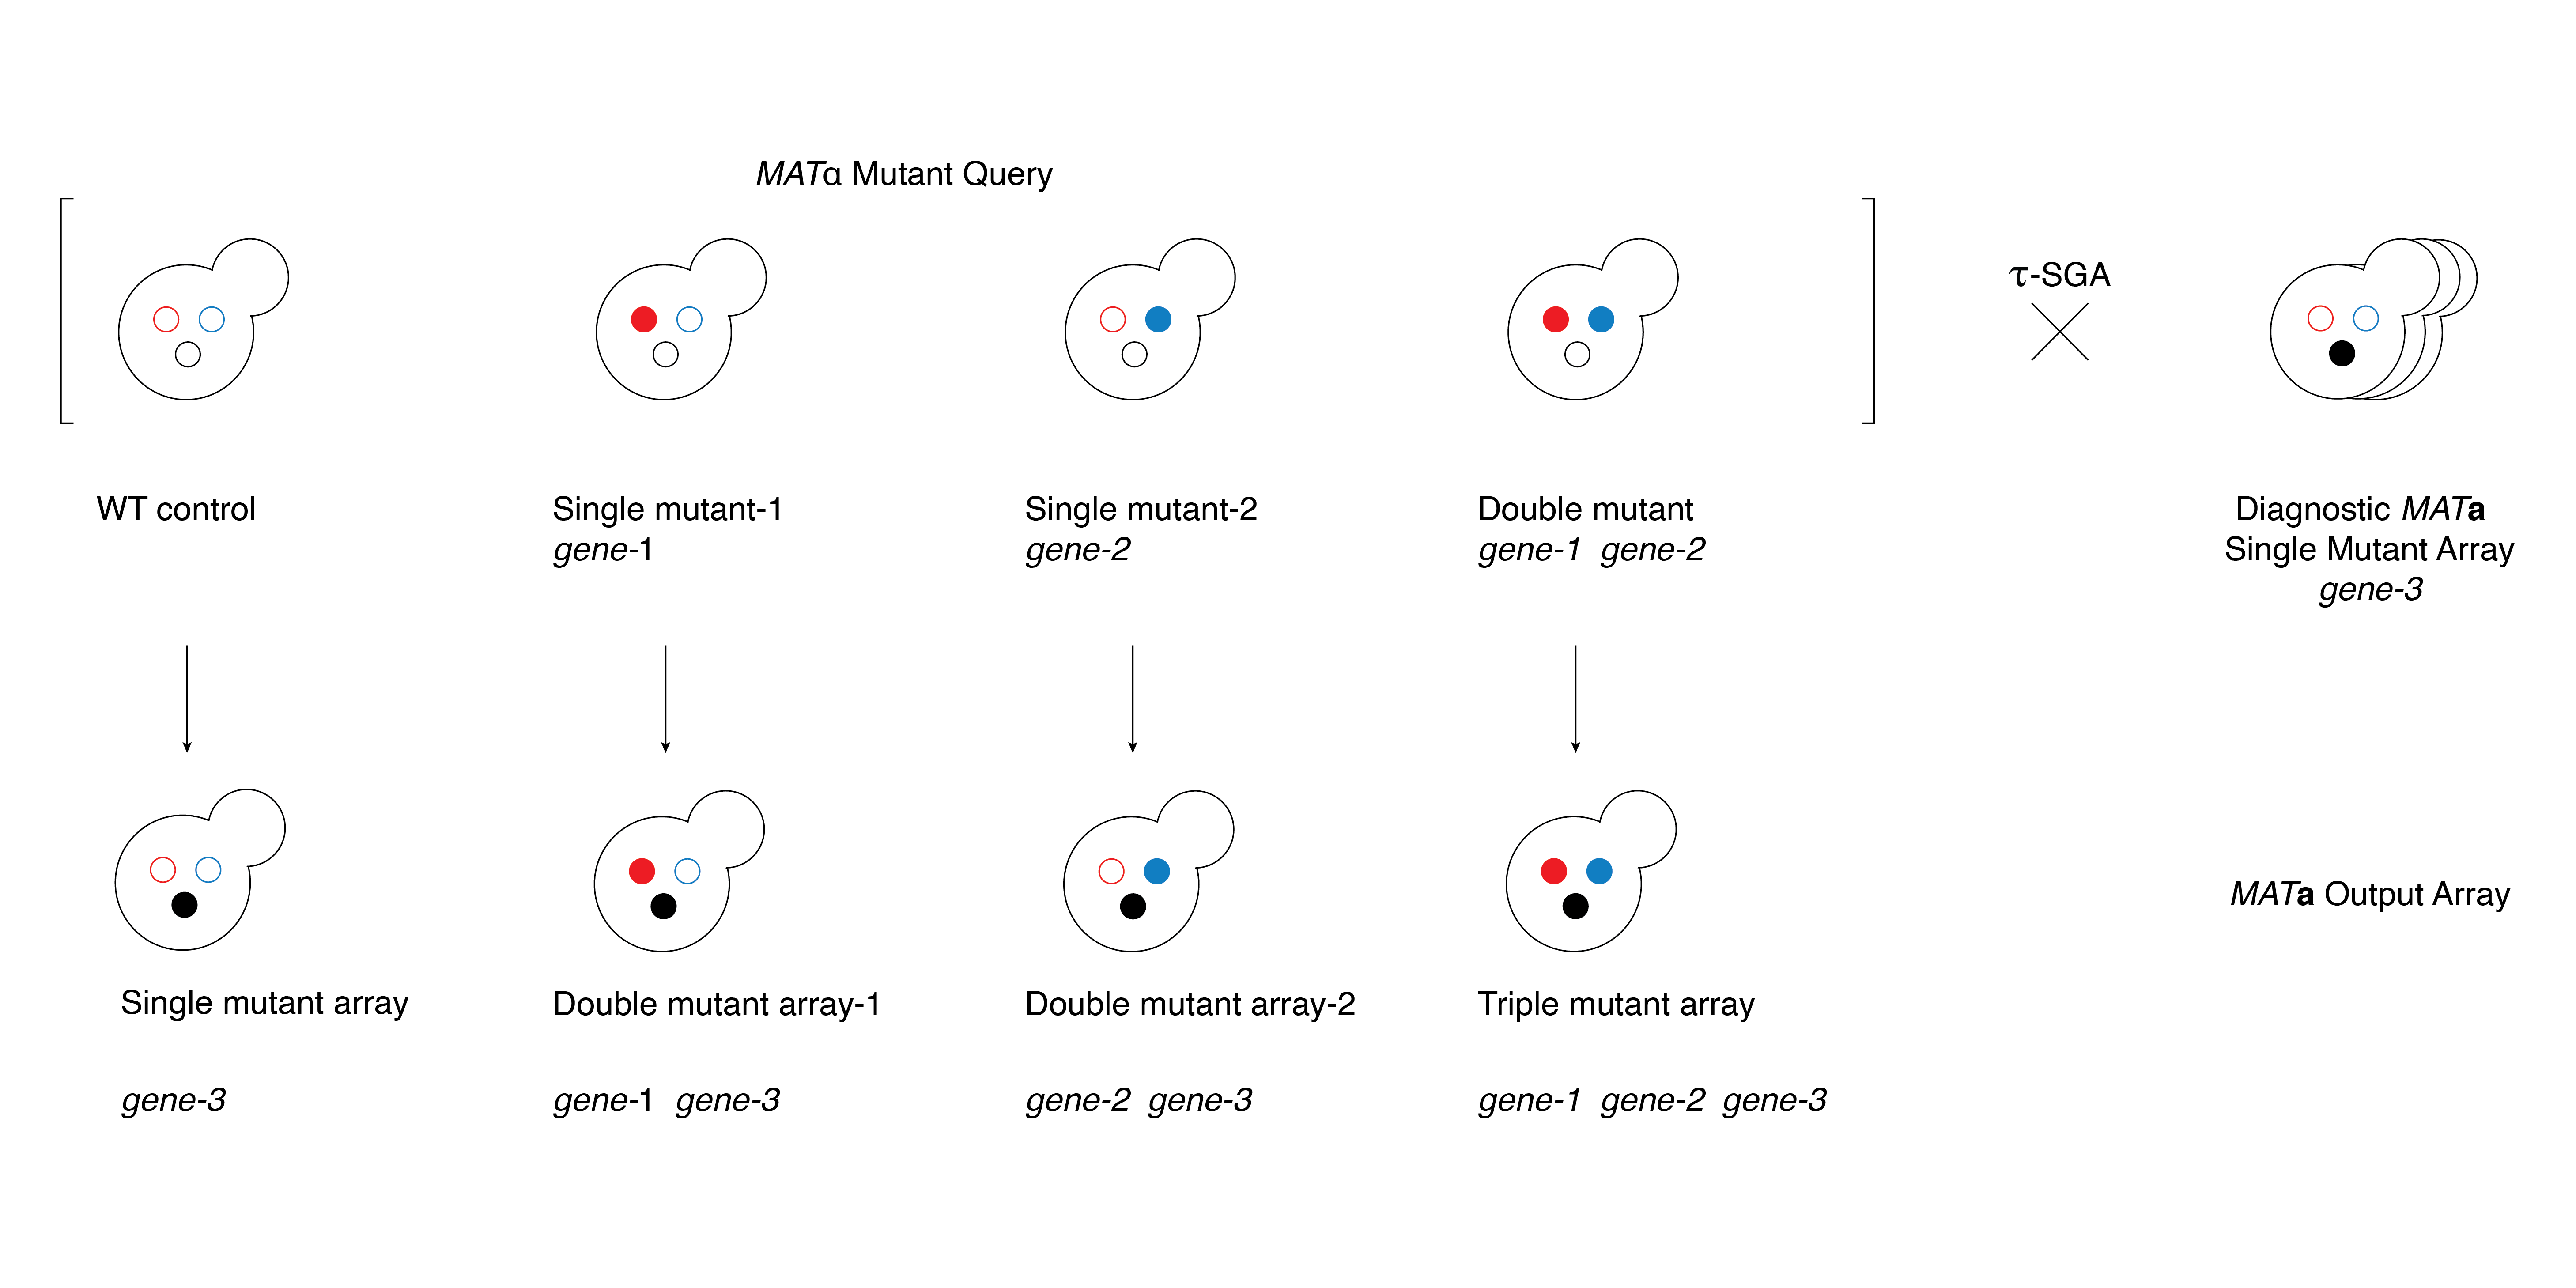 MATα Mutant Query
τ-SGA
WT control
Single mutant-1
gene-1
Single mutant-2
gene-2
Double mutant
gene-1 gene-2
Diagnostic MATa
Single Mutant Array
gene-3
MATa Output Array
Single mutant array
gene-3
Double mutant array-1
gene-1 gene-3
Double mutant array-2
gene-2 gene-3
Triple mutant array
gene-1 gene-2 gene-3